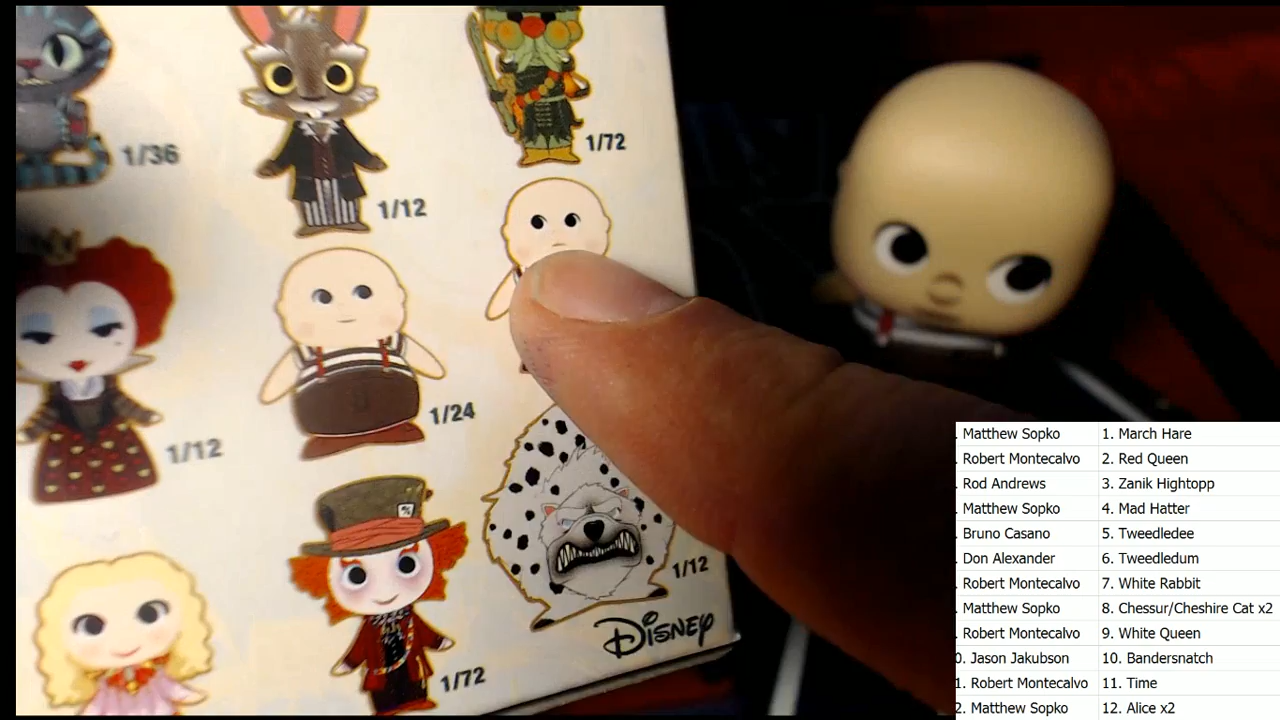 1/36
1/12
1/72
1/12
1/24
1/72
1/12
DISNEY
. Matthew Sopko 1. March Hare
. Robert Montecalvo 2. Red Queen
. Rod Andrews 3. Zanik Hightopp
. Matthew Sopko 4. Mad Hatter
. Bruno Casano 5. Tweedledee
. Don Alexander 6. Tweedledum
. Robert Montecalvo 7. White Rabbit
. Matthew Sopko 8. Chessur/Cheshire Cat x2
. Robert Montecalvo 9. White Queen
0. Jason Jakubson 10. Bandersnatch
1. Robert Montecalvo 11. Time
2. Matthew Sopko 12. Alice x2